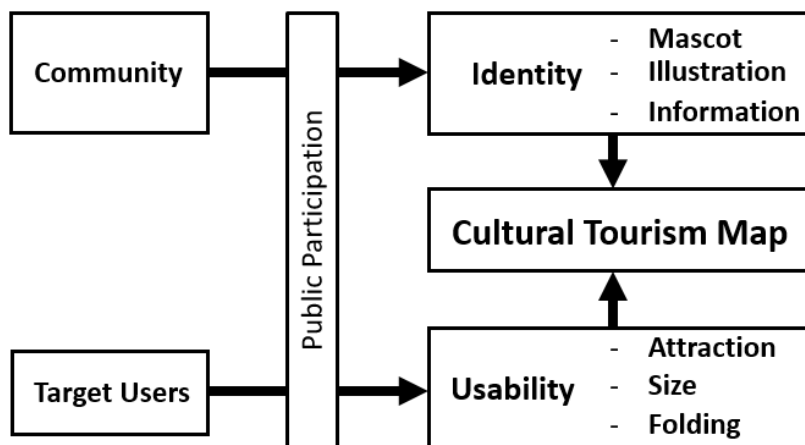 Community
Public Participation
Identity
- Mascot
- Illustration
- Information
Cultural Tourism Map
Target Users
Usability
- Attraction
- Size
- Folding